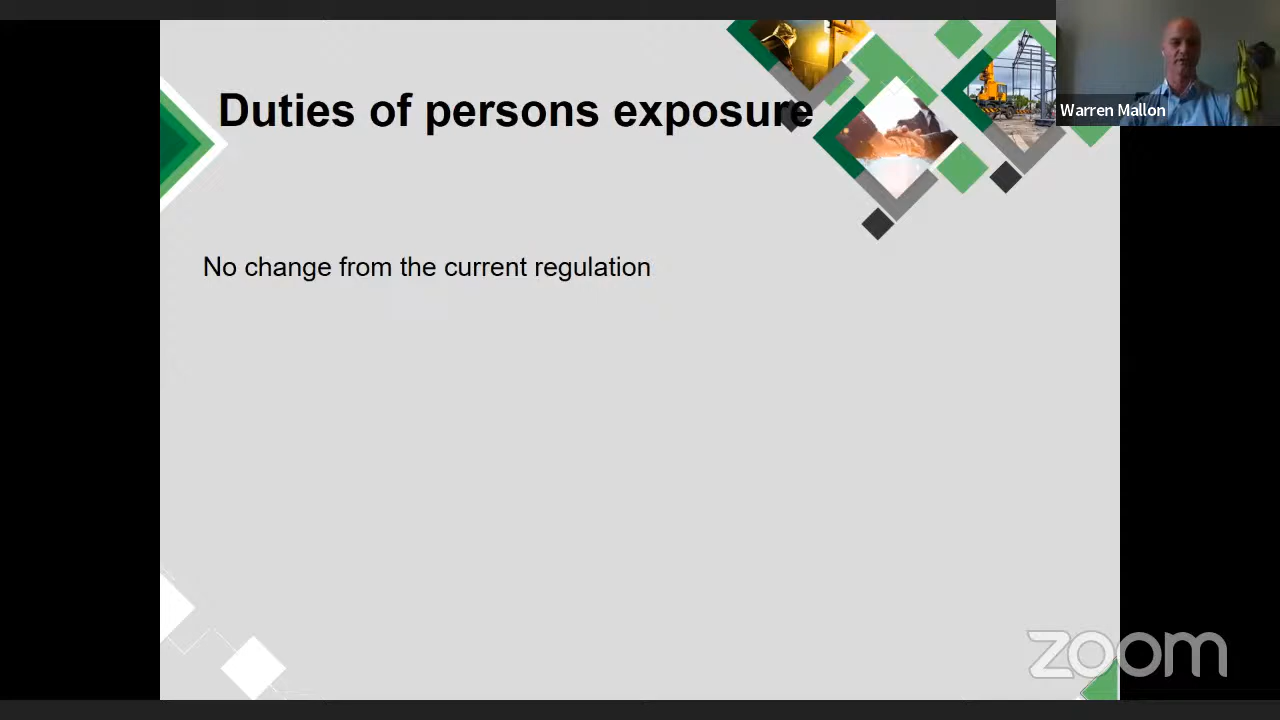 Duties of persons exposure
Warren Mallon
No change from the current regulation
zoom